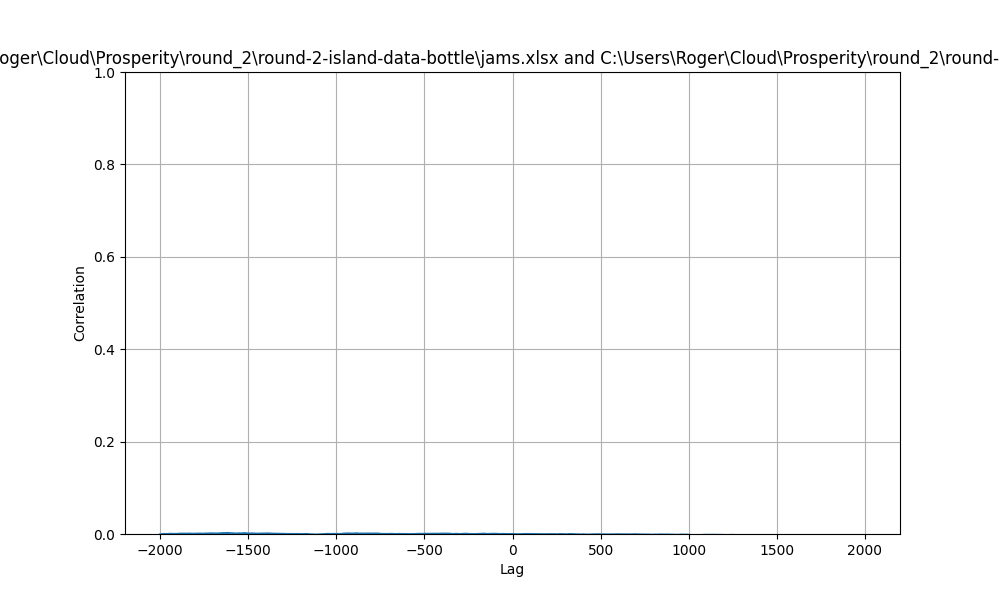 oger\Cloud\Prosperity\round_2\round-2-island-data-bottle\jams.xlsx and C:\Users\Roger\Cloud\Prosperity\round_2\round-
1.0
0.8
0.6
0.4
0.2
0.0
Correlation
−2000 −1500 −1000 −500 0 500 1000 1500 2000
Lag